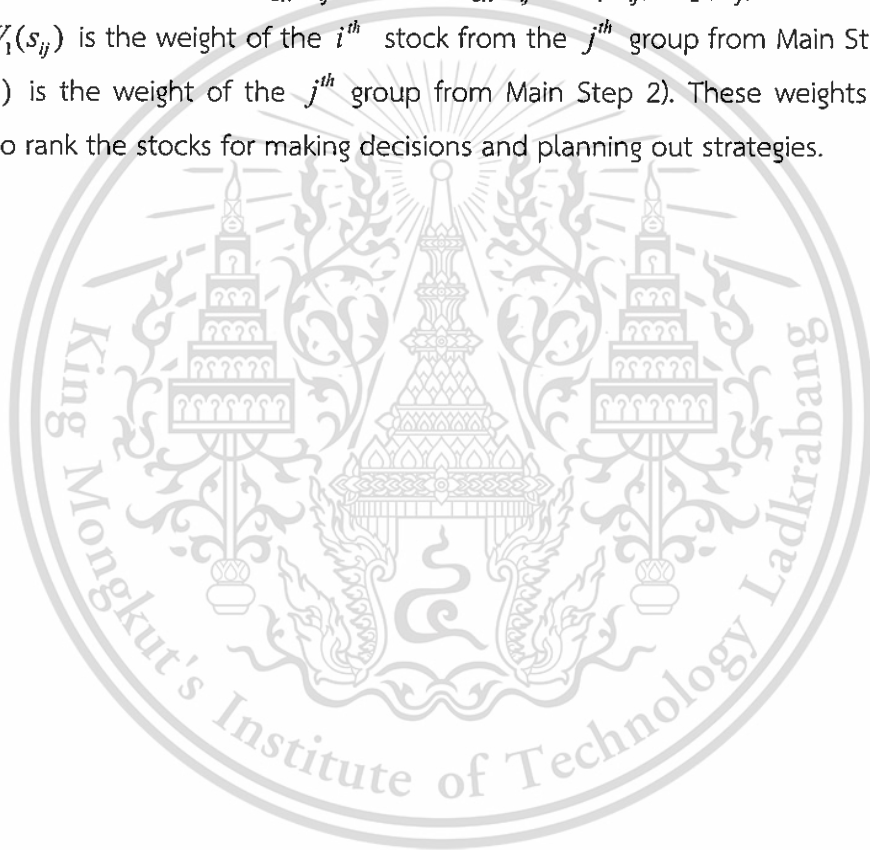 $_1(s_{ij})$ is the weight of the $i^{th}$ stock from the $j^{th}$ group from Main St
) is the weight of the $j^{th}$ group from Main Step 2). These weights
o rank the stocks for making decisions and planning out strategies.
King Mongkut's Institute of Technology Ladkrabang